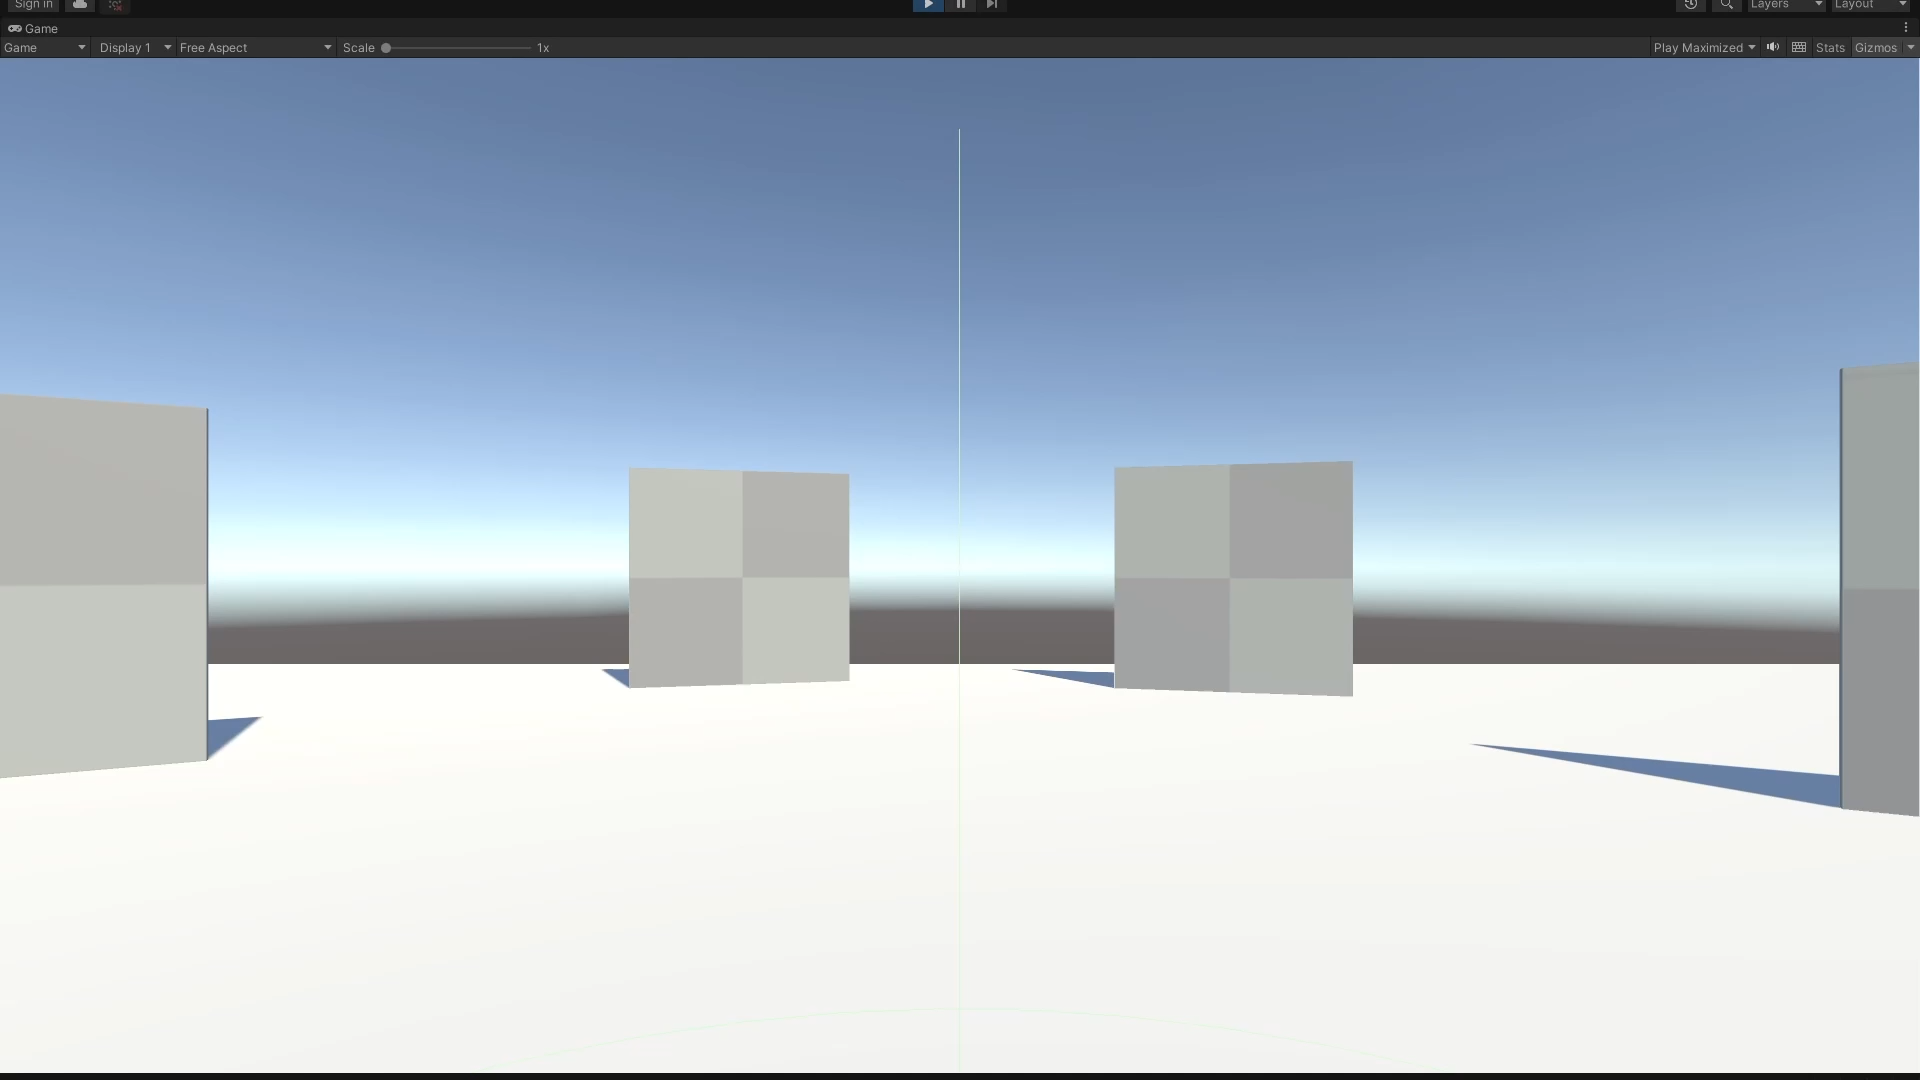 Sign in Layers Layout
Game
Game Display 1 Free Aspect Scale 1x Play Maximized Stats Gizmos